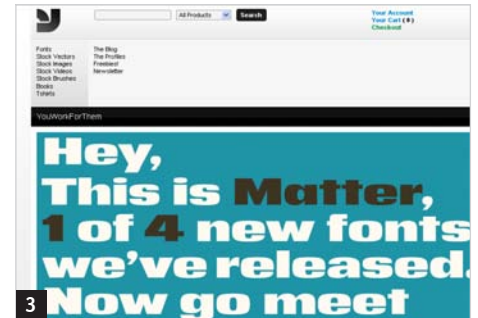 All Products
Search
Your Account
Your Cart (0)
Checkout
Fonts
Stock Vectors
Stock Images
Stock Videos
Stock Brushes
Books
Tshirts
The Blog
The Profiles
Freebies!
Newsletter
YouWorkForThem
Hey,
This is Matter,
1 of 4 new fonts
we've released.
Now go meet
3